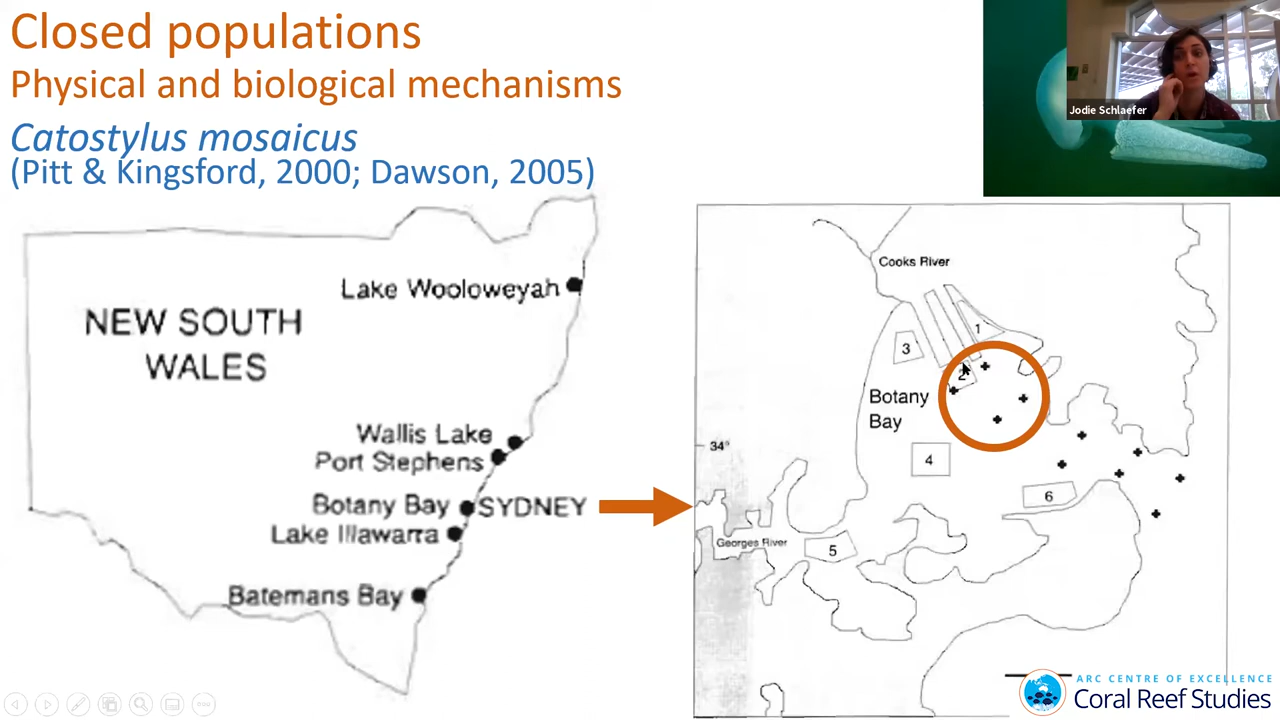 Closed populations
Physical and biological mechanisms
Catostylus mosaicus
(Pitt & Kingsford, 2000; Dawson, 2005)
Jodie Schlaefer
NEW SOUTH
WALES
Lake Wooloweyah
Wallis Lake
Port Stephens
Botany Bay
SYDNEY
Lake Illawarra
Batemans Bay
Cooks River
1
3
2
Botany
Bay
34°
4
6
Georges River
5
ARC CENTRE OF EXCELLENCE
Coral Reef Studies